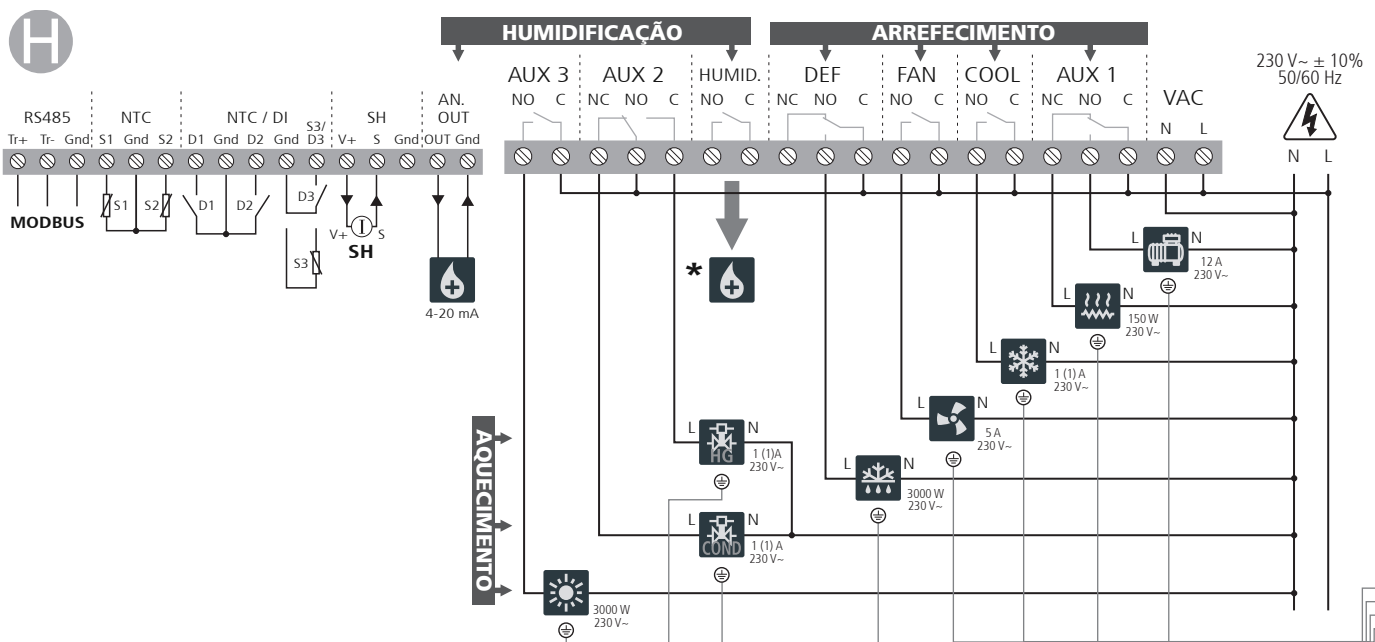 H
HUMIDIFICAÇÃO
ARREFECIMENTO
230 V~ ± 10%
50/60 Hz
AUX 3 AUX 2 HUMID. DEF FAN COOL AUX 1 VAC
NO C NC NO C NO C NC NO C NO C NO C NC NO C N L
RS485 NTC NTC / DI SH AN. OUT
Tr+ Tr- Gnd S1 Gnd S2 D1 Gnd D2 Gnd S3/ D3 V+ S Gnd OUT Gnd
N L
MODBUS
S1 S2 D1 D2 D3
S3
V+ S
SH
4-20 mA
*
L N
12 A
230 V~
L N
150 W
230 V~
L N
1 (1) A
230 V~
L N
5 A
230 V~
L N
HG
1 (1)A
230 V~
L N
3000 W
230 V~
L N
COND
1 (1) A
230 V~
AQUECIMENTO
3000 W
230 V~